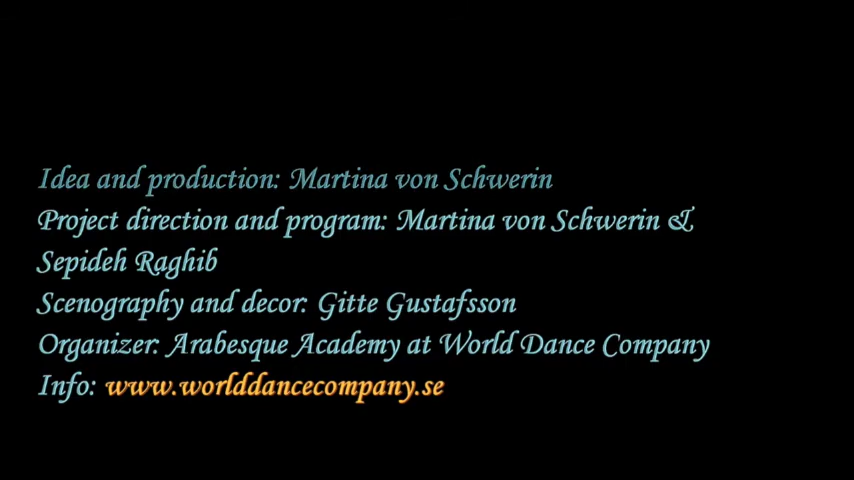 Idea and production: Martina von Schwerin
Project direction and program: Martina von Schwerin &
Sepideh Raghib
Scenography and decor: Gitte Gustafsson
Organizer: Arabesque Academy at World Dance Company
Info: www.worlddancecompany.se